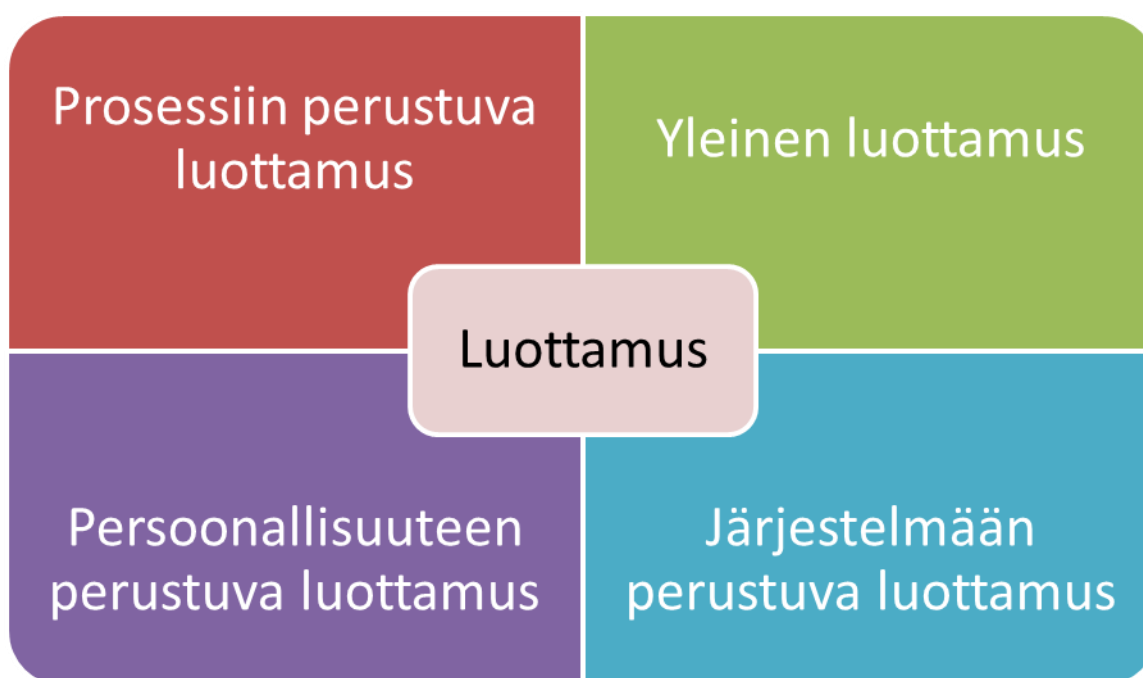 Prosessiin perustuva
luottamus
Yleinen luottamus
Luottamus
Persoonallisuuteen
perustuva luottamus
Järjestelmään
perustuva luottamus